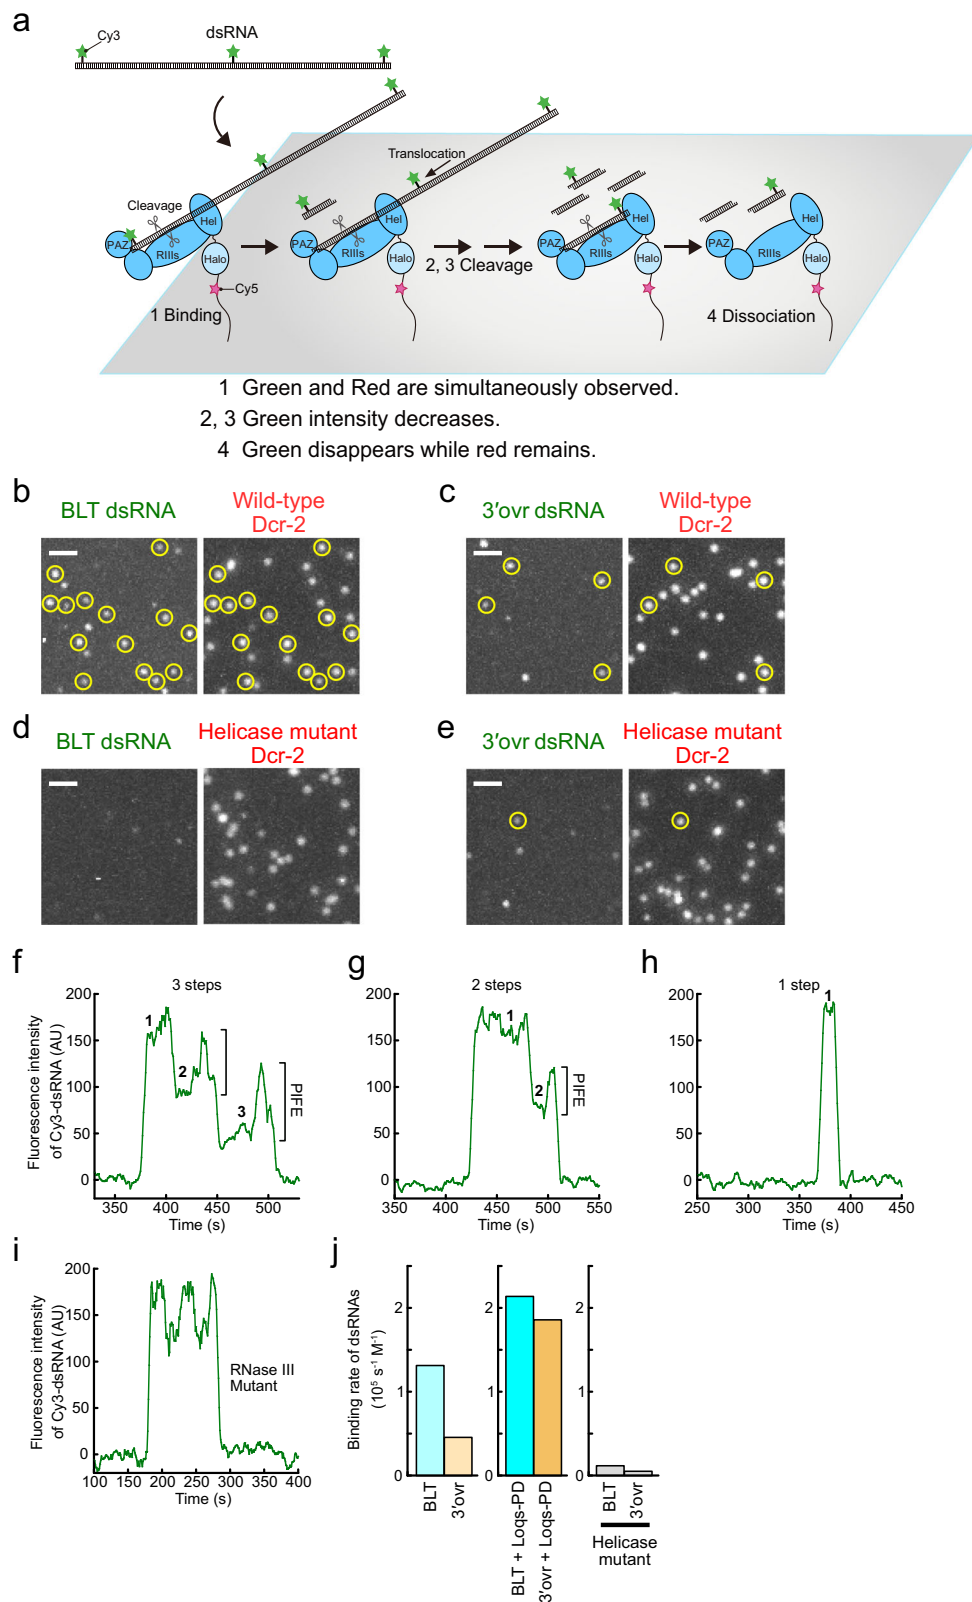 a
Cy3
dsRNA
Translocation
Cleavage
PAZ
RIIIs
Hel
Halo
Cy5
1 Binding
PAZ
RIIIs
Hel
Halo
2, 3 Cleavage
PAZ
RIIIs
Hel
Halo
PAZ
RIIIs
Hel
Halo
4 Dissociation
1 Green and Red are simultaneously observed.
2, 3 Green intensity decreases.
4 Green disappears while red remains.
b
BLT dsRNA
Wild-type
Dcr-2
c
3′ovr dsRNA
Wild-type
Dcr-2
d
BLT dsRNA
Helicase mutant
Dcr-2
e
3′ovr dsRNA
Helicase mutant
Dcr-2
f
3 steps
Fluorescence intensity
of Cy3-dsRNA (AU)
200
150
100
50
0
1
2
3
PIFE
350 400 450 500
Time (s)
g
2 steps
200
150
100
50
0
1
2
PIFE
350 400 450 500 550
Time (s)
h
1 step
200
150
100
50
0
1
250 300 350 400 450
Time (s)
i
Fluorescence intensity
of Cy3-dsRNA (AU)
200
150
100
50
0
RNase III
Mutant
100 150 200 250 300 350 400
Time (s)
j
Binding rate of dsRNAs
(10⁵ s⁻¹ M⁻¹)
2
1
0
BLT
3′ovr
2
1
0
BLT + Loqs-PD
3′ovr + Loqs-PD
2
1
0
BLT
3′ovr
Helicase
mutant